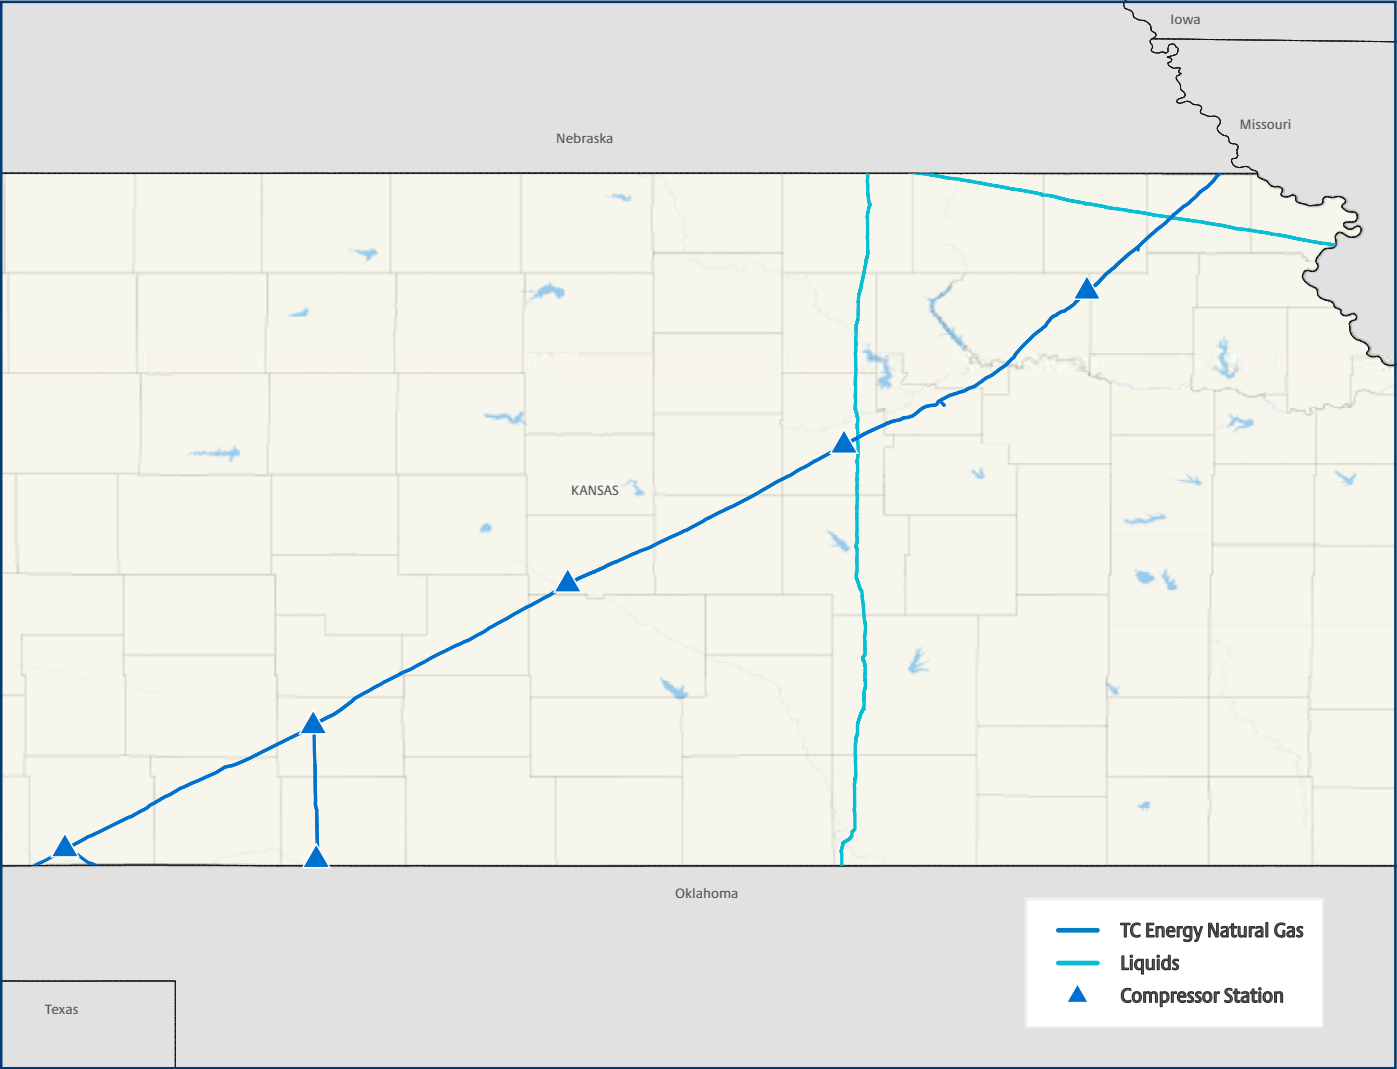 Iowa
Missouri
Nebraska
KANSAS
Oklahoma
TC Energy Natural Gas
Liquids
Compressor Station
Texas